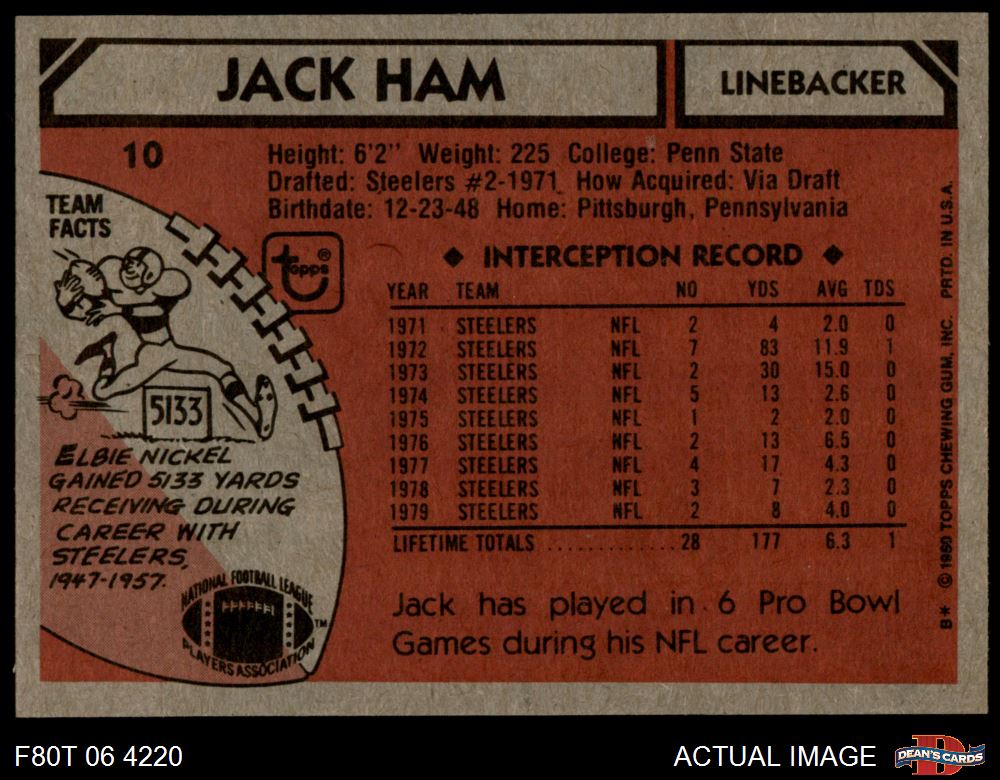 JACK HAM
LINEBACKER
10
Height: 6'2" Weight: 225 College: Penn State
Drafted: Steelers #2-1971 How Acquired: Via Draft
Birthdate: 12-23-48 Home: Pittsburgh, Pennsylvania
TEAM
FACTS
5133
ELBIE NICKEL
GAINED 5133 YARDS
RECEIVING DURING
CAREER WITH
STEELERS,
1947-1957.
NATIONAL FOOTBALL LEAGUE
PLAYERS ASSOCIATION
TM
topps ®
◆ INTERCEPTION RECORD ◆
YEAR TEAM NO YDS AVG TDS
1971 STEELERS NFL 2 4 2.0 0
1972 STEELERS NFL 7 83 11.9 1
1973 STEELERS NFL 2 30 15.0 0
1974 STEELERS NFL 5 13 2.6 0
1975 STEELERS NFL 1 2 2.0 0
1976 STEELERS NFL 2 13 6.5 0
1977 STEELERS NFL 4 17 4.3 0
1978 STEELERS NFL 3 7 2.3 0
1979 STEELERS NFL 2 8 4.0 0
LIFETIME TOTALS ............. 28 177 6.3 1
Jack has played in 6 Pro Bowl
Games during his NFL career.
B* © 1980 TOPPS CHEWING GUM, INC. PRTD. IN U.S.A.
F80T 06 4220
ACTUAL IMAGE
DEAN'S CARDS